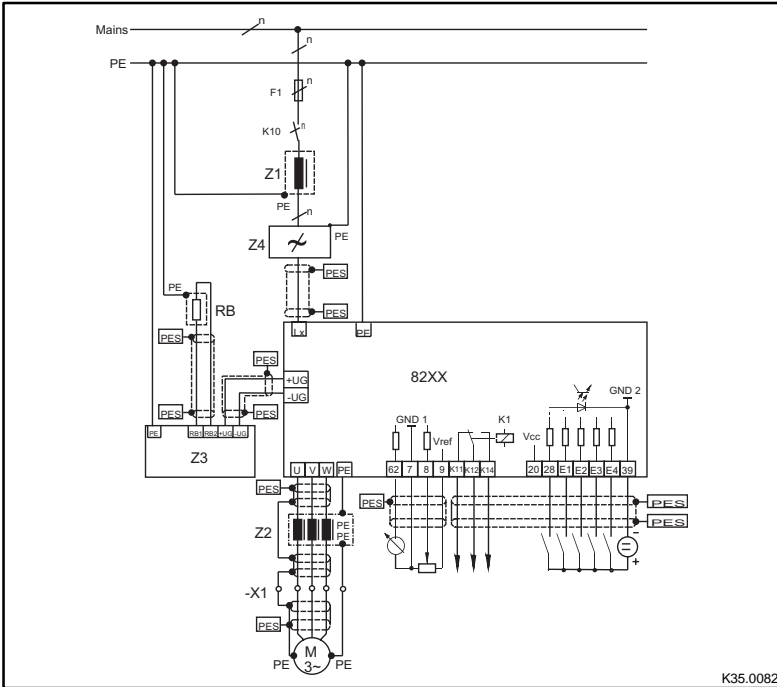 Mains
n
n
PE
F1
n
K10
n
Z1
PE
n
Z4
PE
PES
PE
RB
PES
PES
Lx
PE
PES
82XX
GND 2
+UG
-UG
GND 1
K1
Vref
Vcc
PES
PES
PE
RB1
RB2
+UG
-UG
Z3
62
7
8
9
K11
K12
K14
20
28
E1
E2
E3
E4
39
U
V
W
PE
PES
PES
PES
PES
Z2
PE
PE
-
=
+
-X1
PES
M
3~
PE
PE
K35.0082